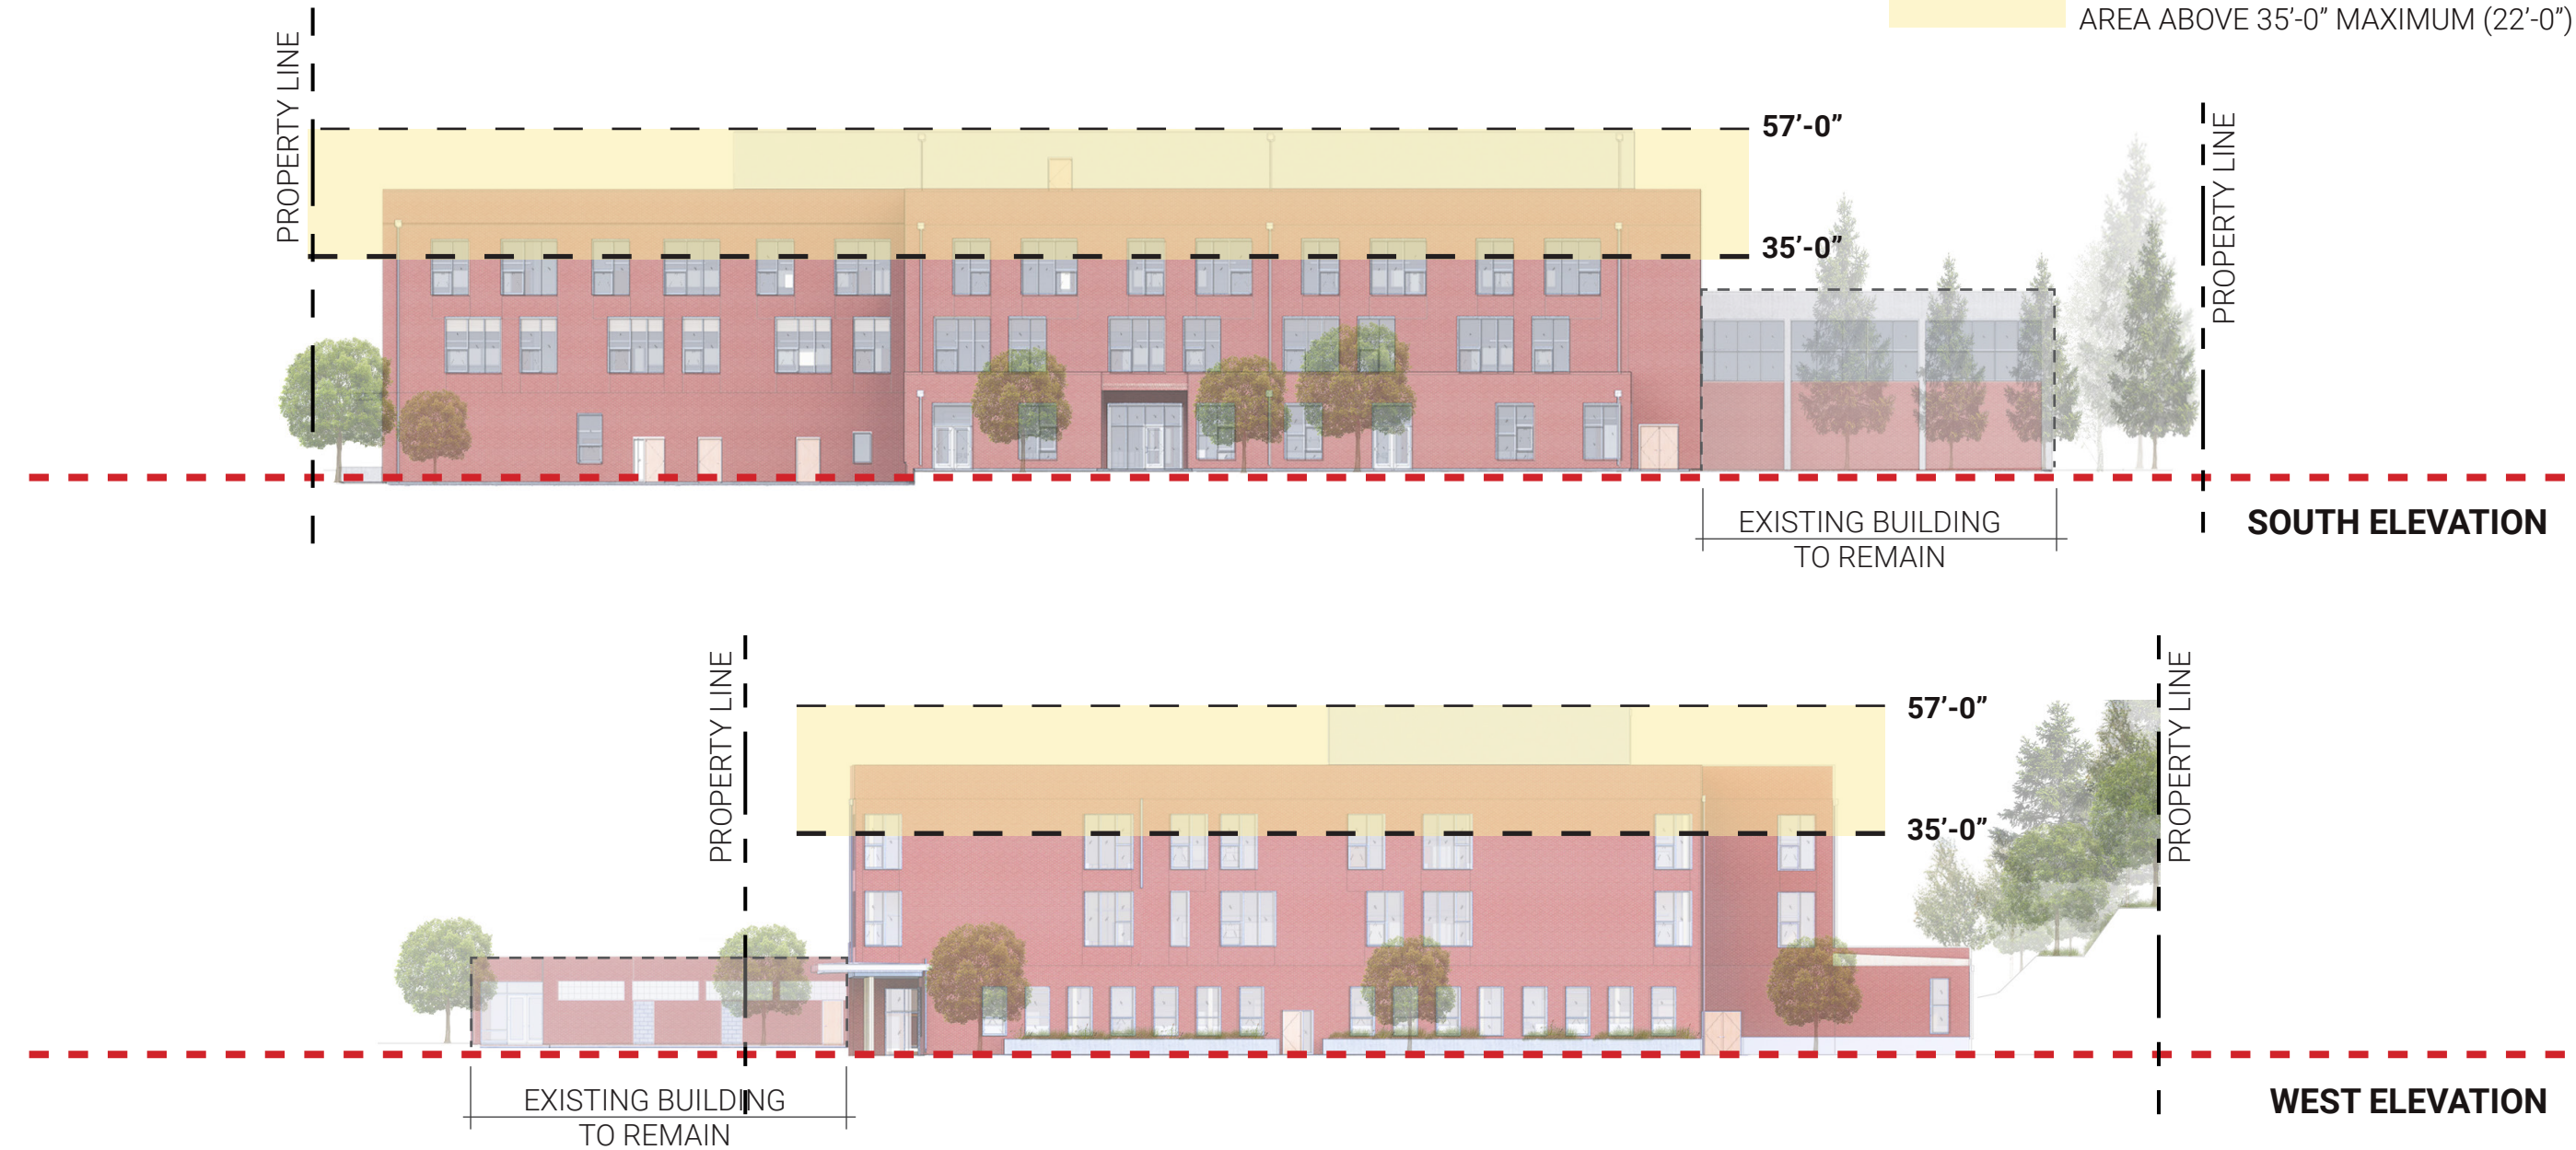 AREA ABOVE 35’-0” MAXIMUM (22’-0”)
PROPERTY LINE
57’-0”
35’-0”
PROPERTY LINE
EXISTING BUILDING
TO REMAIN
SOUTH ELEVATION
PROPERTY LINE
57’-0”
35’-0”
PROPERTY LINE
EXISTING BUILDING
TO REMAIN
WEST ELEVATION